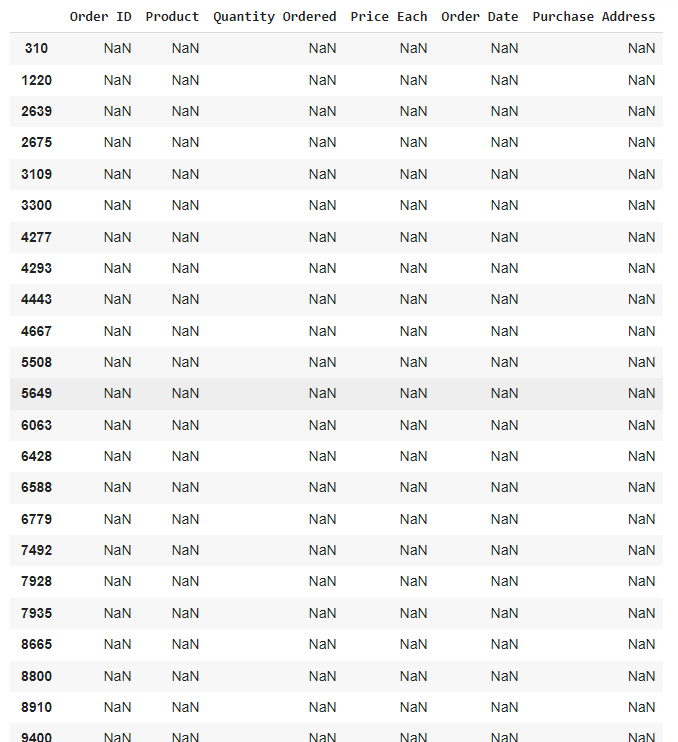 Order ID Product Quantity Ordered Price Each Order Date Purchase Address
310 NaN NaN NaN NaN NaN NaN
1220 NaN NaN NaN NaN NaN NaN
2639 NaN NaN NaN NaN NaN NaN
2675 NaN NaN NaN NaN NaN NaN
3109 NaN NaN NaN NaN NaN NaN
3300 NaN NaN NaN NaN NaN NaN
4277 NaN NaN NaN NaN NaN NaN
4293 NaN NaN NaN NaN NaN NaN
4443 NaN NaN NaN NaN NaN NaN
4667 NaN NaN NaN NaN NaN NaN
5508 NaN NaN NaN NaN NaN NaN
5649 NaN NaN NaN NaN NaN NaN
6063 NaN NaN NaN NaN NaN NaN
6428 NaN NaN NaN NaN NaN NaN
6588 NaN NaN NaN NaN NaN NaN
6779 NaN NaN NaN NaN NaN NaN
7492 NaN NaN NaN NaN NaN NaN
7928 NaN NaN NaN NaN NaN NaN
7935 NaN NaN NaN NaN NaN NaN
8665 NaN NaN NaN NaN NaN NaN
8800 NaN NaN NaN NaN NaN NaN
8910 NaN NaN NaN NaN NaN NaN
9400 NaN NaN NaN NaN NaN NaN